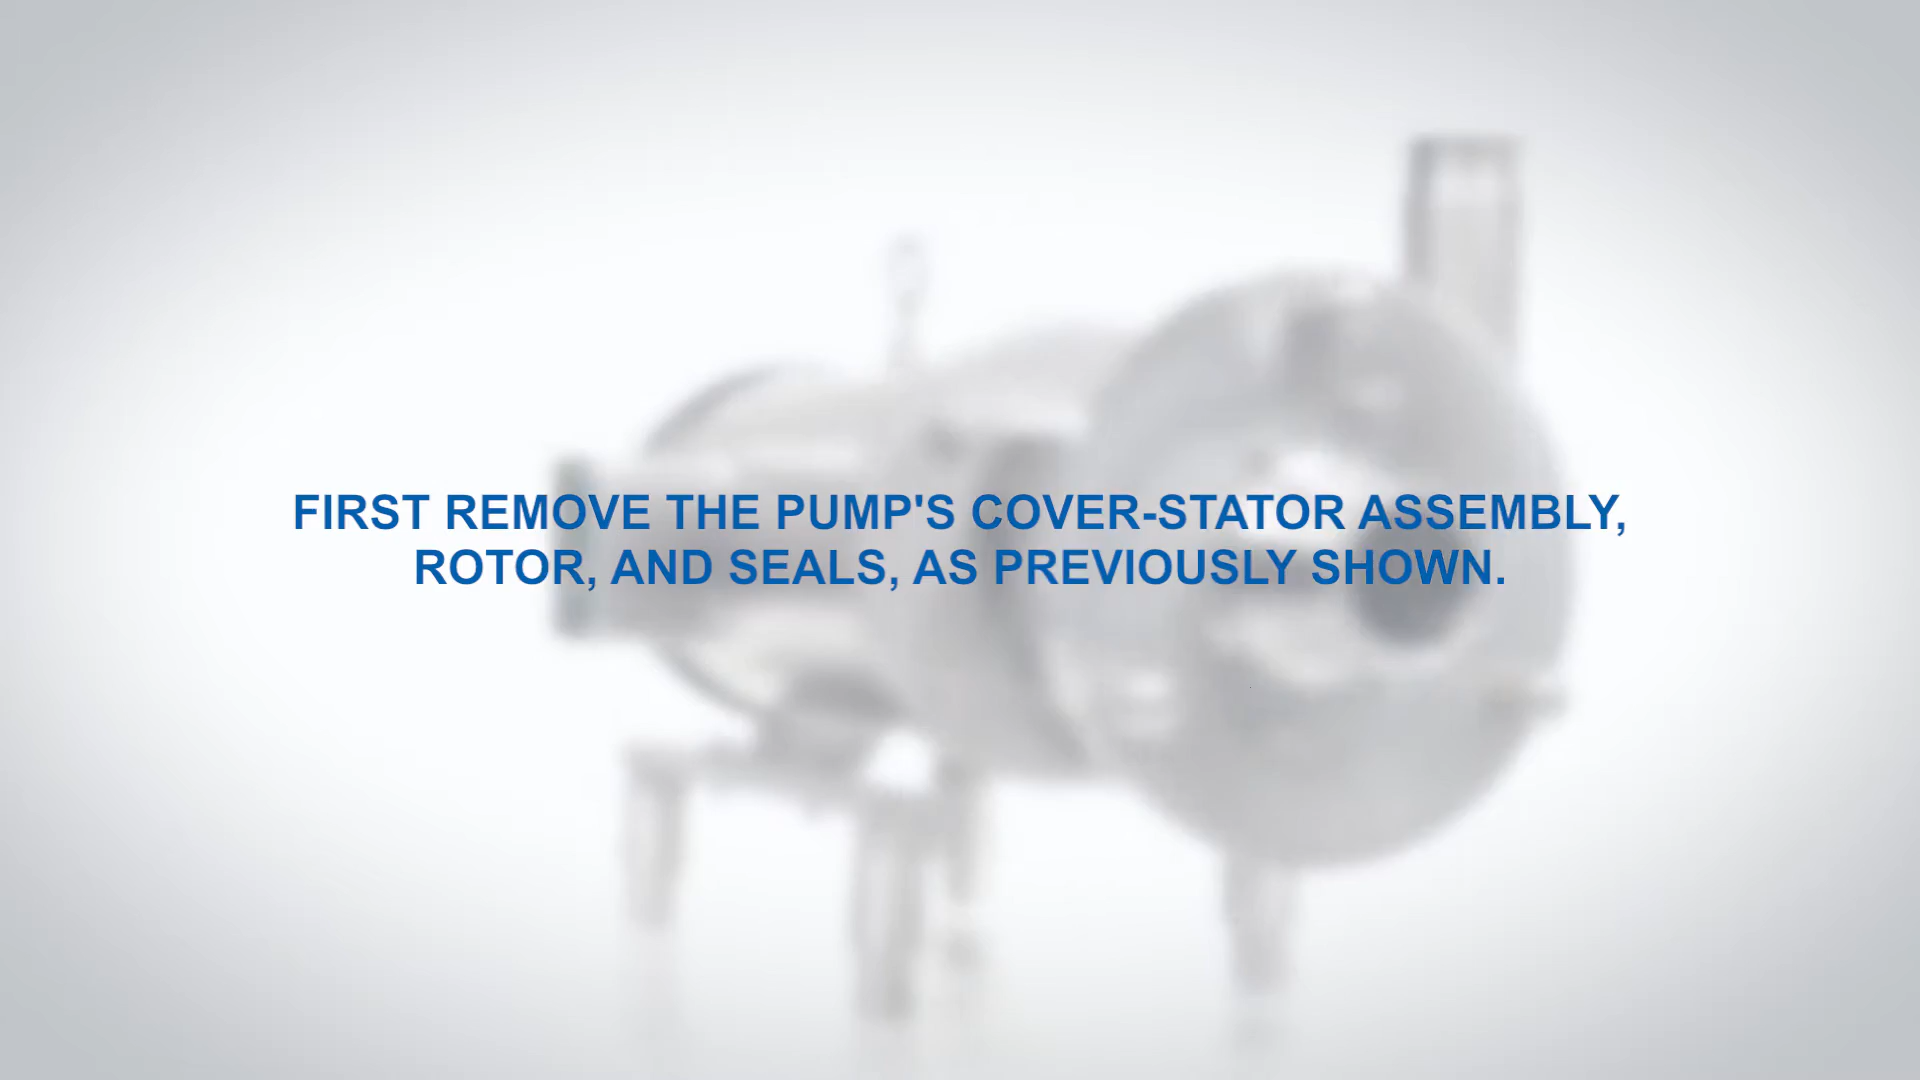 FIRST REMOVE THE PUMP'S COVER-STATOR ASSEMBLY,
ROTOR, AND SEALS, AS PREVIOUSLY SHOWN.